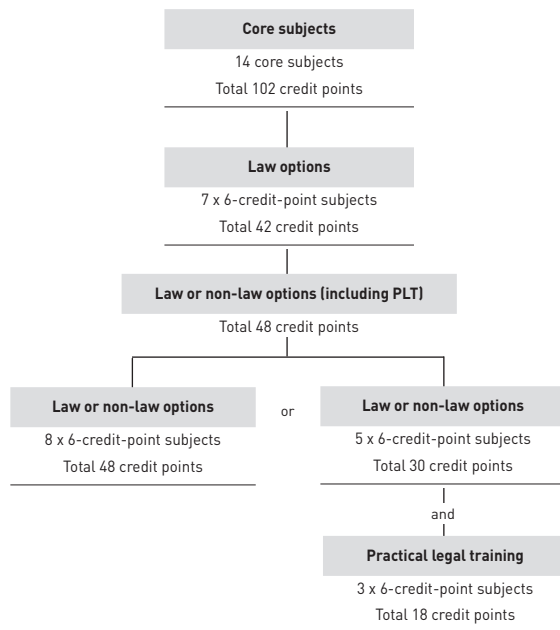 Core subjects
14 core subjects
Total 102 credit points
Law options
7 x 6-credit-point subjects
Total 42 credit points
Law or non-law options (including PLT)
Total 48 credit points
Law or non-law options
8 x 6-credit-point subjects
Total 48 credit points
or
Law or non-law options
5 x 6-credit-point subjects
Total 30 credit points
and
Practical legal training
3 x 6-credit-point subjects
Total 18 credit points